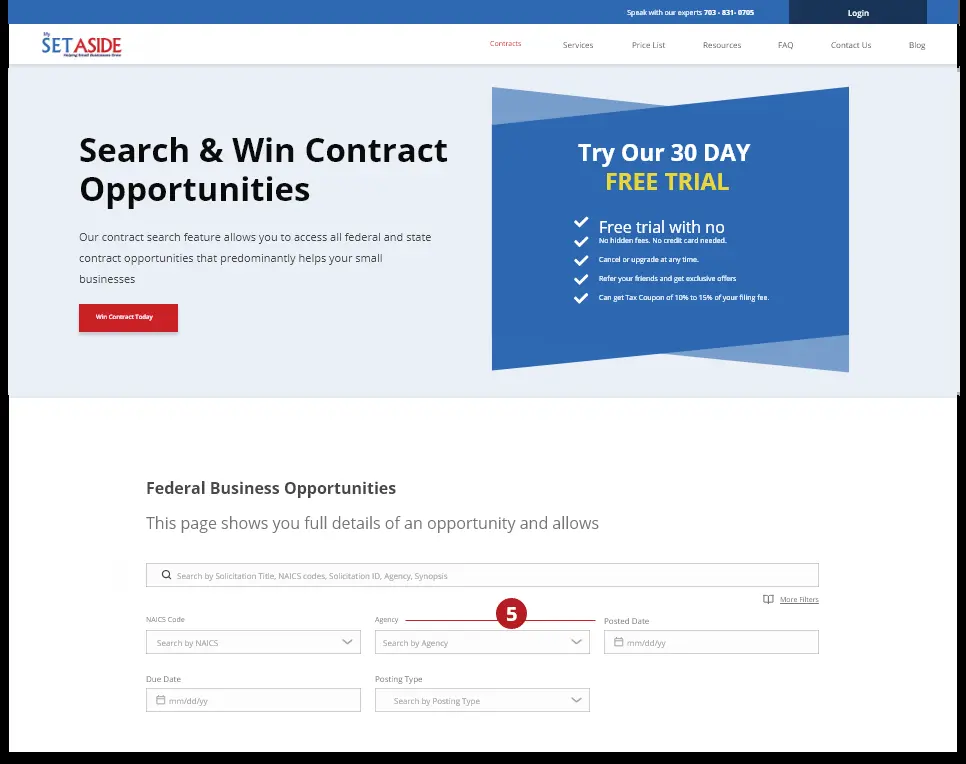 Speak with our experts 703 - 831- 0705
Login
My
SETASIDE
Helping Small Businesses Grow
Contracts
Services
Price List
Resources
FAQ
Contact Us
Blog
Search & Win Contract
Opportunities
Our contract search feature allows you to access all federal and state
contract opportunities that predominantly helps your small
businesses
Win Contract Today
Try Our 30 DAY
FREE TRIAL
Free trial with no
No hidden fees. No credit card needed.
Cancel or upgrade at any time.
Refer your friends and get exclusive offers
Can get Tax Coupon of 10% to 15% of your filing fee.
Federal Business Opportunities
This page shows you full details of an opportunity and allows
Search by Solicitation Title, NAICS codes, Solicitation ID, Agency, Synopsis
More Filters
NAICS Code
Search by NAICS
Agency
5
Search by Agency
Posted Date
mm/dd/yy
Due Date
mm/dd/yy
Posting Type
Search by Posting Type